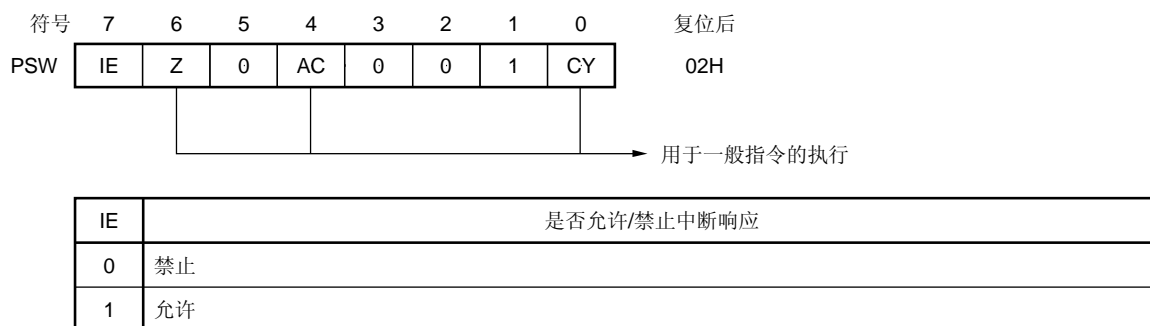 符号 7 6 5 4 3 2 1 0 复位后
PSW IE Z 0 AC 0 0 1 CY 02H
用于一般指令的执行
IE 是否允许/禁止中断响应
0 禁止
1 允许